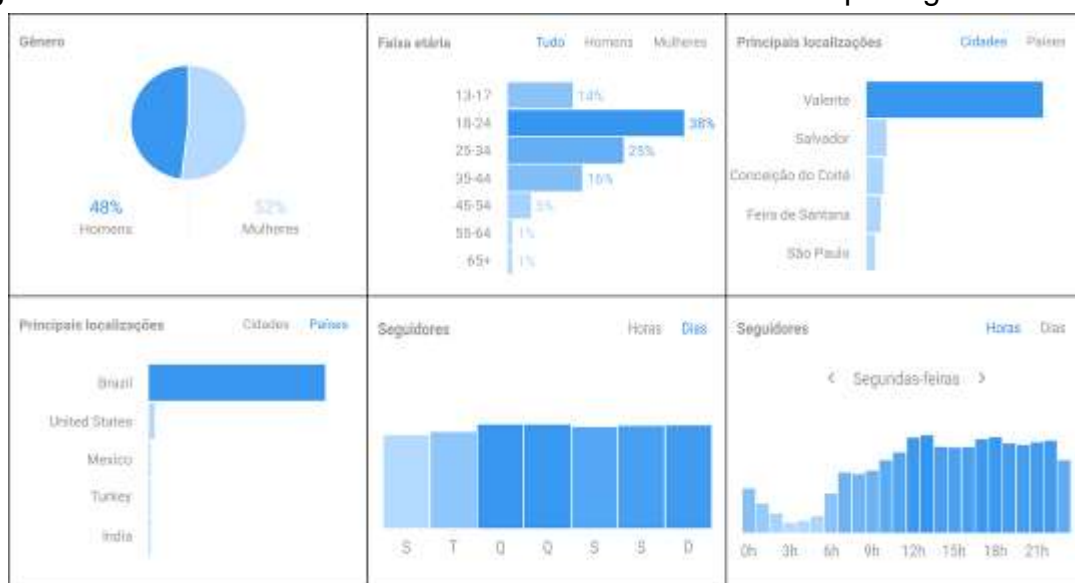 Gênero
48%
52%
Homens
Mulheres
Faixa etária Tudo Homens Mulheres
13-17 14%
18-24 38%
25-34 25%
35-44 16%
45-54 5%
55-64 1%
65+ 1%
Principais localizações Cidades Países
Valente
Salvador
Conceição do Coité
Feira de Santana
São Paulo
Principais localizações Cidades Países
Brazil
United States
Mexico
Turkey
India
Seguidores Horas Dias
S T Q Q S S D
Seguidores Horas Dias
< Segundas-feiras >
0h 3h 6h 9h 12h 15h 18h 21h